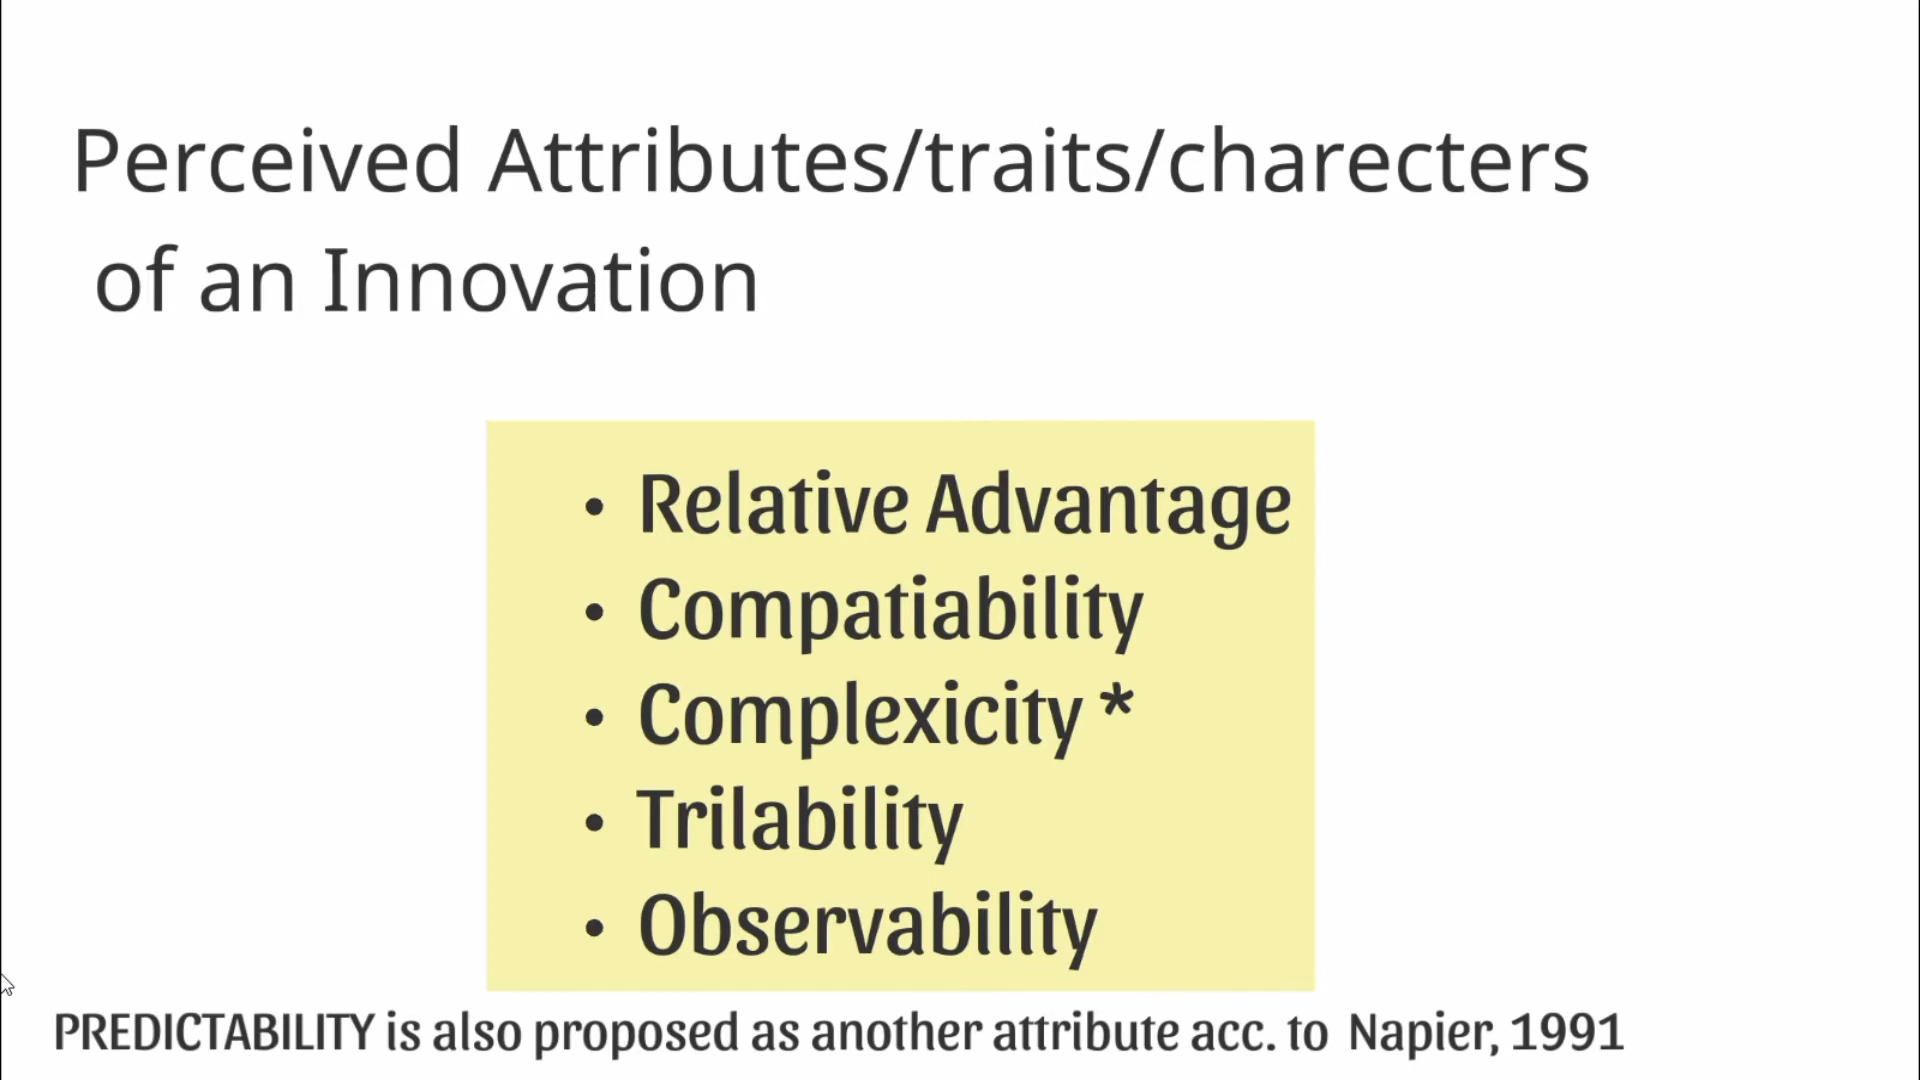 Perceived Attributes/traits/charecters
of an Innovation
• Relative Advantage
• Compatiability
• Complexicity *
• Trilability
• Observability
PREDICTABILITY is also proposed as another attribute acc. to Napier, 1991